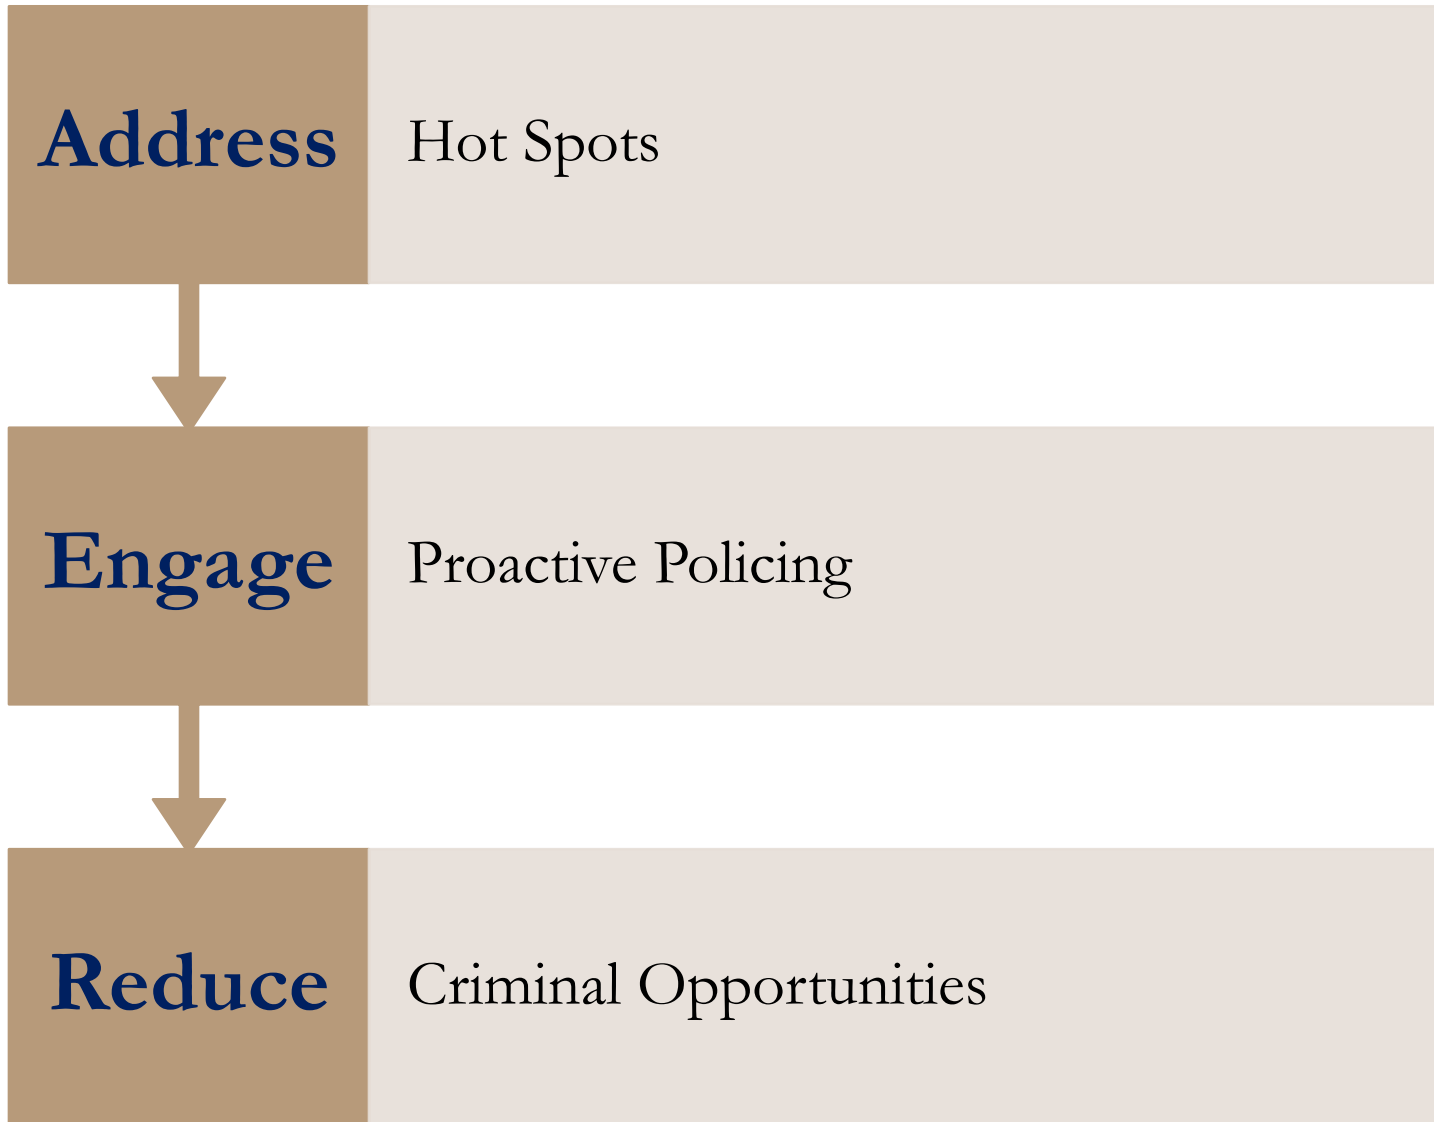 Address
Hot Spots
Engage
Proactive Policing
Reduce
Criminal Opportunities